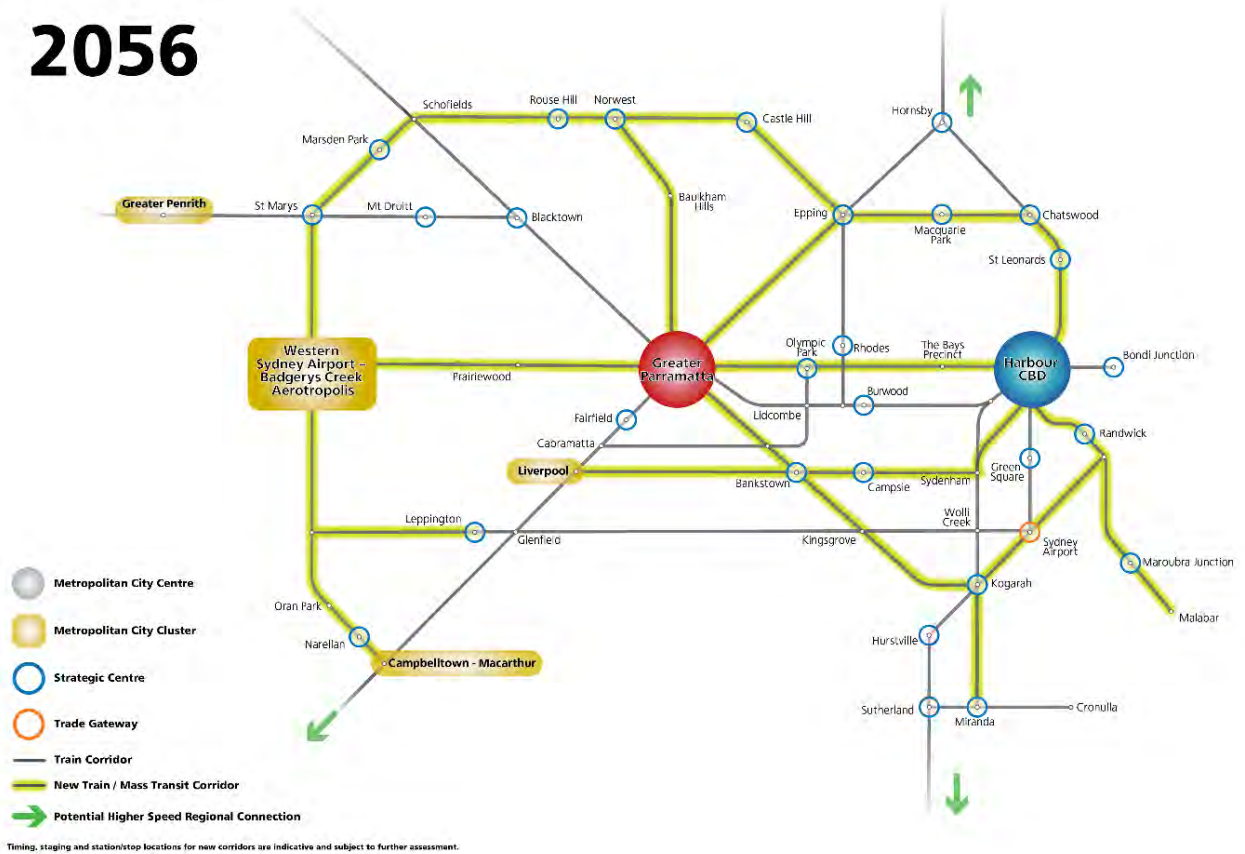 2056
Schofields
Rouse Hill
Norwest
Castle Hill
Hornsby
Marsden Park
Greater Penrith
St Marys
Mt Druitt
Blacktown
Baulkham
Hills
Epping
Macquarie
Park
Chatswood
St Leonards
Western
Sydney Airport –
Badgerys Creek
Aerotropolis
Prairiewood
Greater
Parramatta
Olympic
Park
Rhodes
The Bays
Precinct
Harbour
CBD
Bondi Junction
Burwood
Lidcombe
Fairfield
Cabramatta
Randwick
Liverpool
Bankstown
Campsie
Sydenham
Green
Square
Leppington
Glenfield
Kingsgrove
Wolli
Creek
Sydney
Airport
Maroubra Junction
Kogarah
Malabar
Oran Park
Narellan
Hurstville
Campbelltown - Macarthur
Sutherland
Miranda
Cronulla
Metropolitan City Centre
Metropolitan City Cluster
Strategic Centre
Trade Gateway
Train Corridor
New Train / Mass Transit Corridor
Potential Higher Speed Regional Connection
Timing, staging and station/stop locations for new corridors are indicative and subject to further assessment.